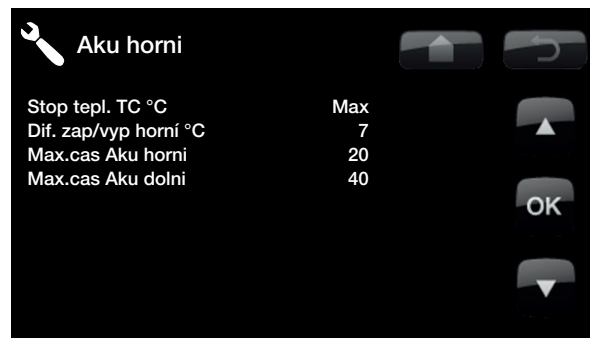 Aku horni
Stop tepl. TC °C Max
Dif. zap/vyp horní °C 7
Max.cas Aku horni 20
Max.cas Aku dolni 40
OK